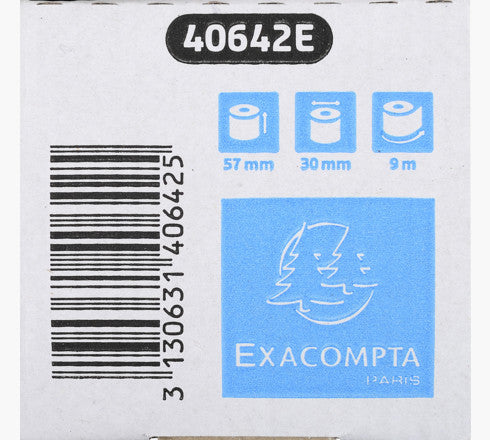 40642E
57 mm
30 mm
9 m
3 130631 406425
EXACOMPTA
PARIS